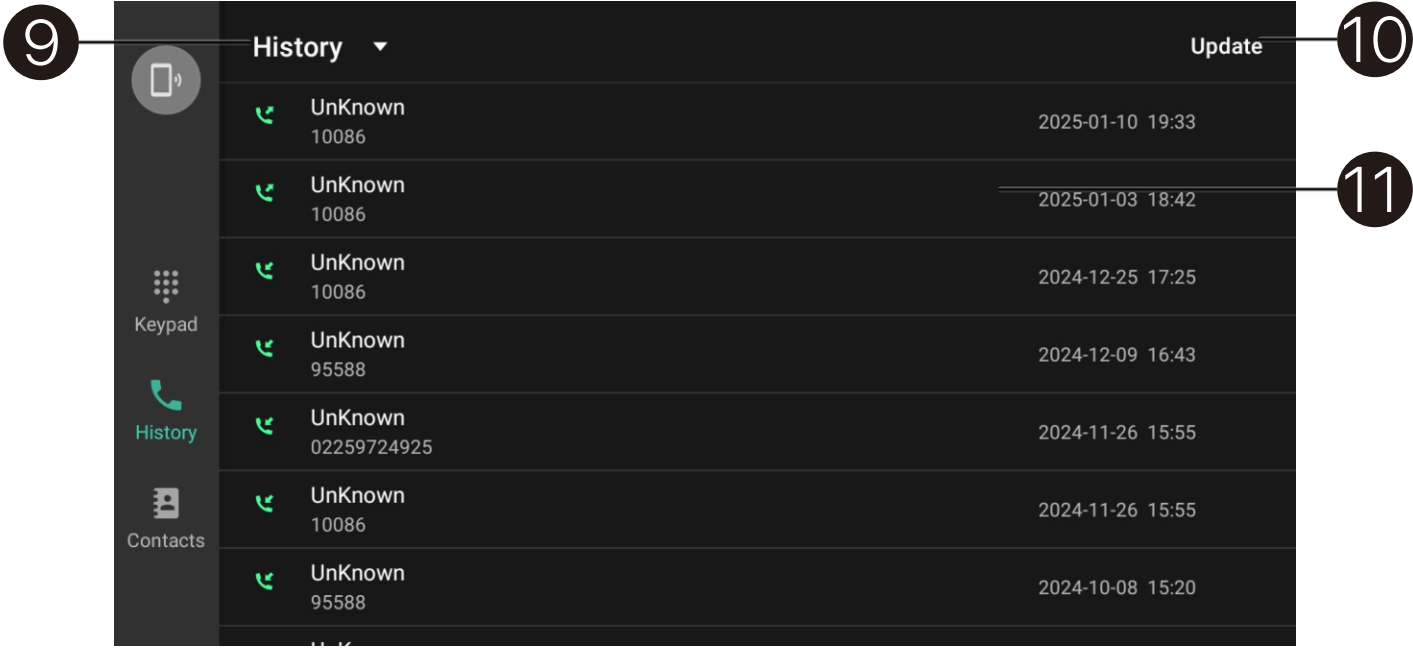 9
History
Update
10
UnKnown
10086
2025-01-10 19:33
UnKnown
10086
2025-01-03 18:42
11
UnKnown
10086
2024-12-25 17:25
Keypad
UnKnown
95588
2024-12-09 16:43
History
UnKnown
02259724925
2024-11-26 15:55
UnKnown
10086
2024-11-26 15:55
Contacts
UnKnown
95588
2024-10-08 15:20